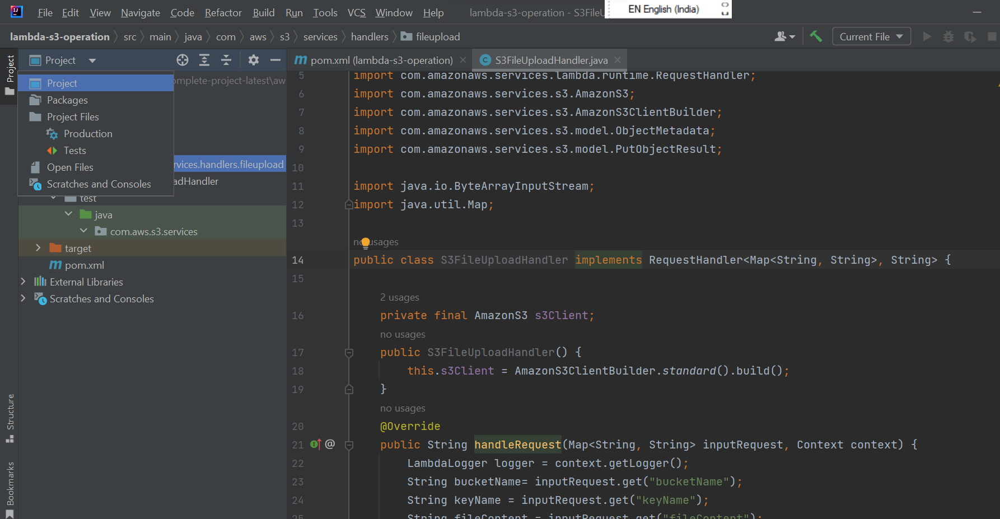 File Edit View Navigate Code Refactor Build Run Tools VCS Window Help lambda-s3-operation - S3FileU
EN English (India)
lambda-s3-operation src main java com aws s3 services handlers fileupload
Current File
Project
Project
pom.xml (lambda-s3-operation)
S3FileUploadHandler.java
Project
Packages
Project Files
Production
Tests
Open Files
Scratches and Consoles
omplete-project-latest\aw
rvices.handlers.fileupload
adHandler
test
java
com.aws.s3.services
target
pom.xml
External Libraries
Scratches and Consoles
Structure
Bookmarks
5 import com.amazonaws.services.lambda.runtime.RequestHandler;
6 import com.amazonaws.services.s3.AmazonS3;
7 import com.amazonaws.services.s3.AmazonS3ClientBuilder;
8 import com.amazonaws.services.s3.model.ObjectMetadata;
9 import com.amazonaws.services.s3.model.PutObjectResult;
10
11 import java.io.ByteArrayInputStream;
12 import java.util.Map;
13
no usages
14 public class S3FileUploadHandler implements RequestHandler<Map<String, String>, String> {
15
2 usages
16 private final AmazonS3 s3Client;
no usages
17 public S3FileUploadHandler() {
18 this.s3Client = AmazonS3ClientBuilder.standard().build();
19 }
no usages
20 @Override
21 @ public String handleRequest(Map<String, String> inputRequest, Context context) {
22 LambdaLogger logger = context.getLogger();
23 String bucketName= inputRequest.get("bucketName");
24 String keyName = inputRequest.get("keyName");
25 String fileContent = inputRequest.get("fileContent");